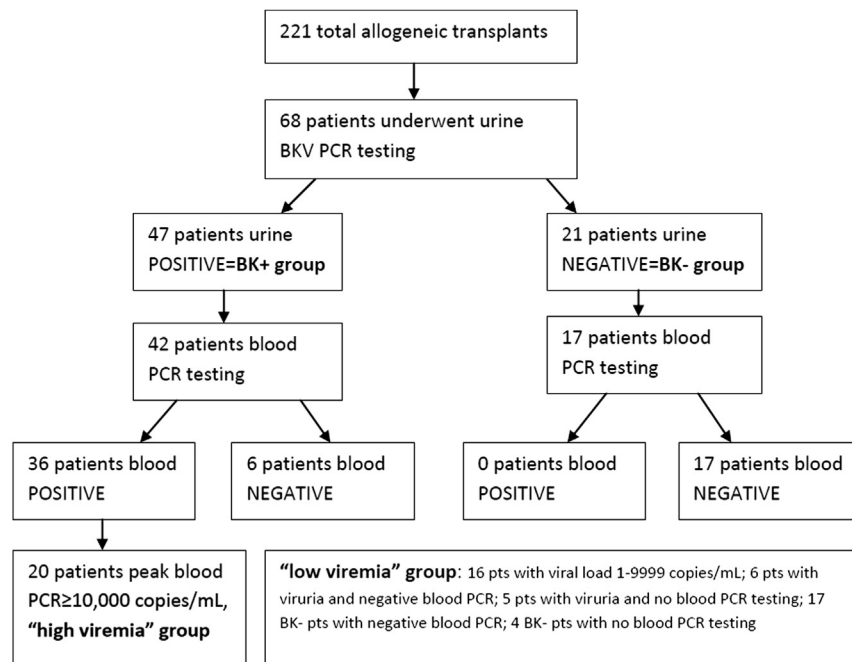 221 total allogeneic transplants
68 patients underwent urine
BKV PCR testing
47 patients urine
POSITIVE=BK+ group
21 patients urine
NEGATIVE=BK- group
42 patients blood
PCR testing
17 patients blood
PCR testing
36 patients blood
POSITIVE
6 patients blood
NEGATIVE
0 patients blood
POSITIVE
17 patients blood
NEGATIVE
20 patients peak blood
PCR≥10,000 copies/mL,
“high viremia” group
“low viremia” group: 16 pts with viral load 1-9999 copies/mL; 6 pts with
viruria and negative blood PCR; 5 pts with viruria and no blood PCR testing; 17
BK- pts with negative blood PCR; 4 BK- pts with no blood PCR testing